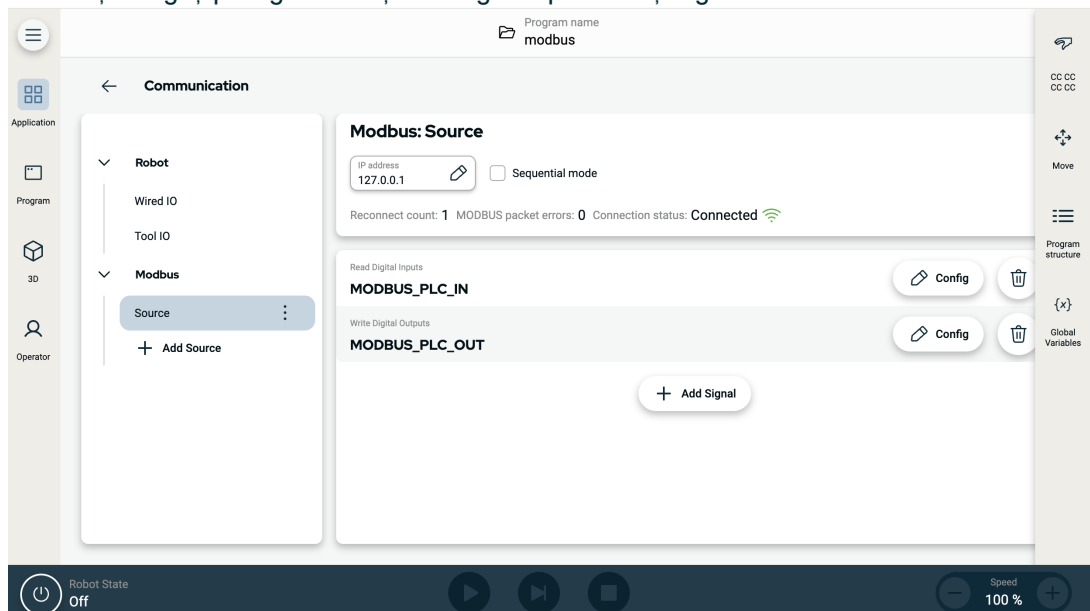 Program name
modbus
Application
Program
3D
Operator
Communication
Robot
Wired IO
Tool IO
Modbus
Source
Add Source
Modbus: Source
IP address
127.0.0.1
Sequential mode
Reconnect count: 1 MODBUS packet errors: 0 Connection status: Connected
Read Digital Inputs
MODBUS_PLC_IN
Config
Write Digital Outputs
MODBUS_PLC_OUT
Config
Add Signal
CC CC
CC CC
Move
Program
structure
{x}
Global
Variables
Robot State
Off
Speed
100 %